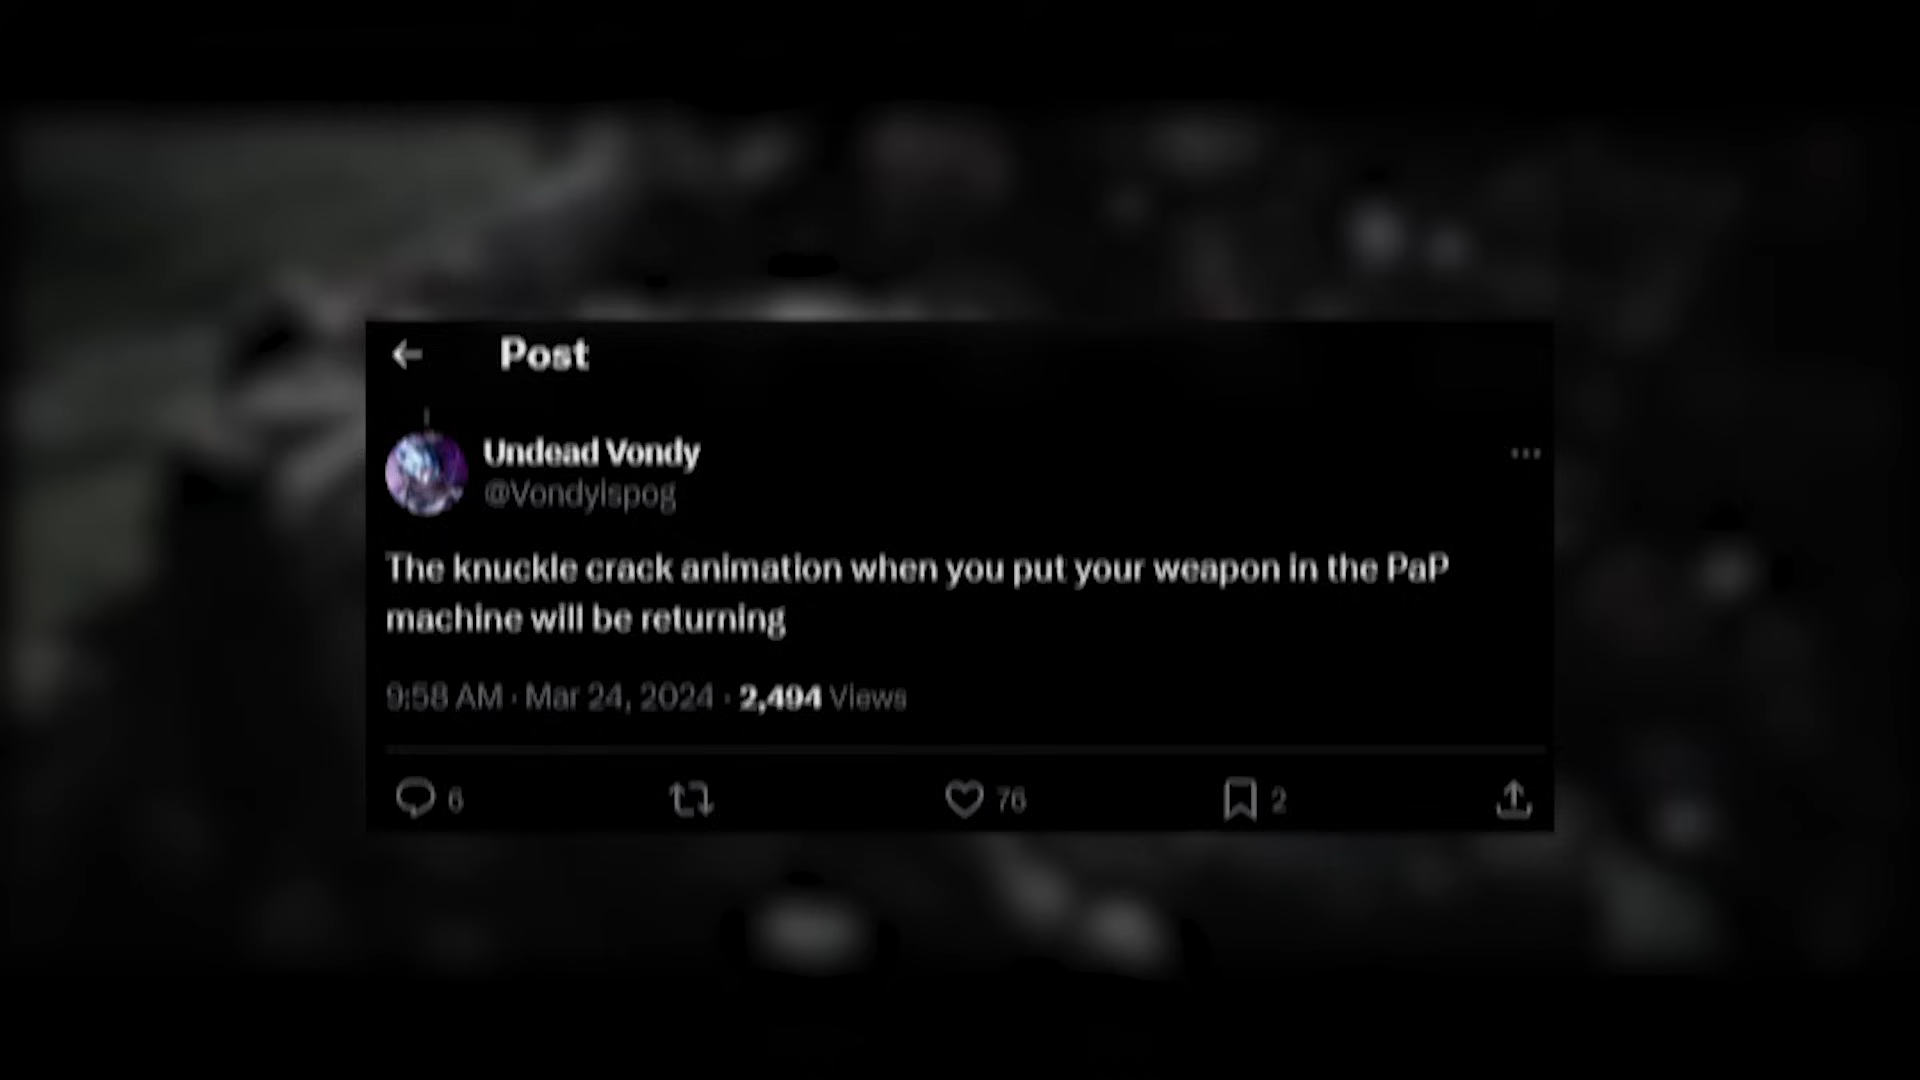 Post
Undead Vondy
@VondyIspog
The knuckle crack animation when you put your weapon in the PaP
machine will be returning
9:58 AM · Mar 24, 2024 · 2,494 Views
6 76 2